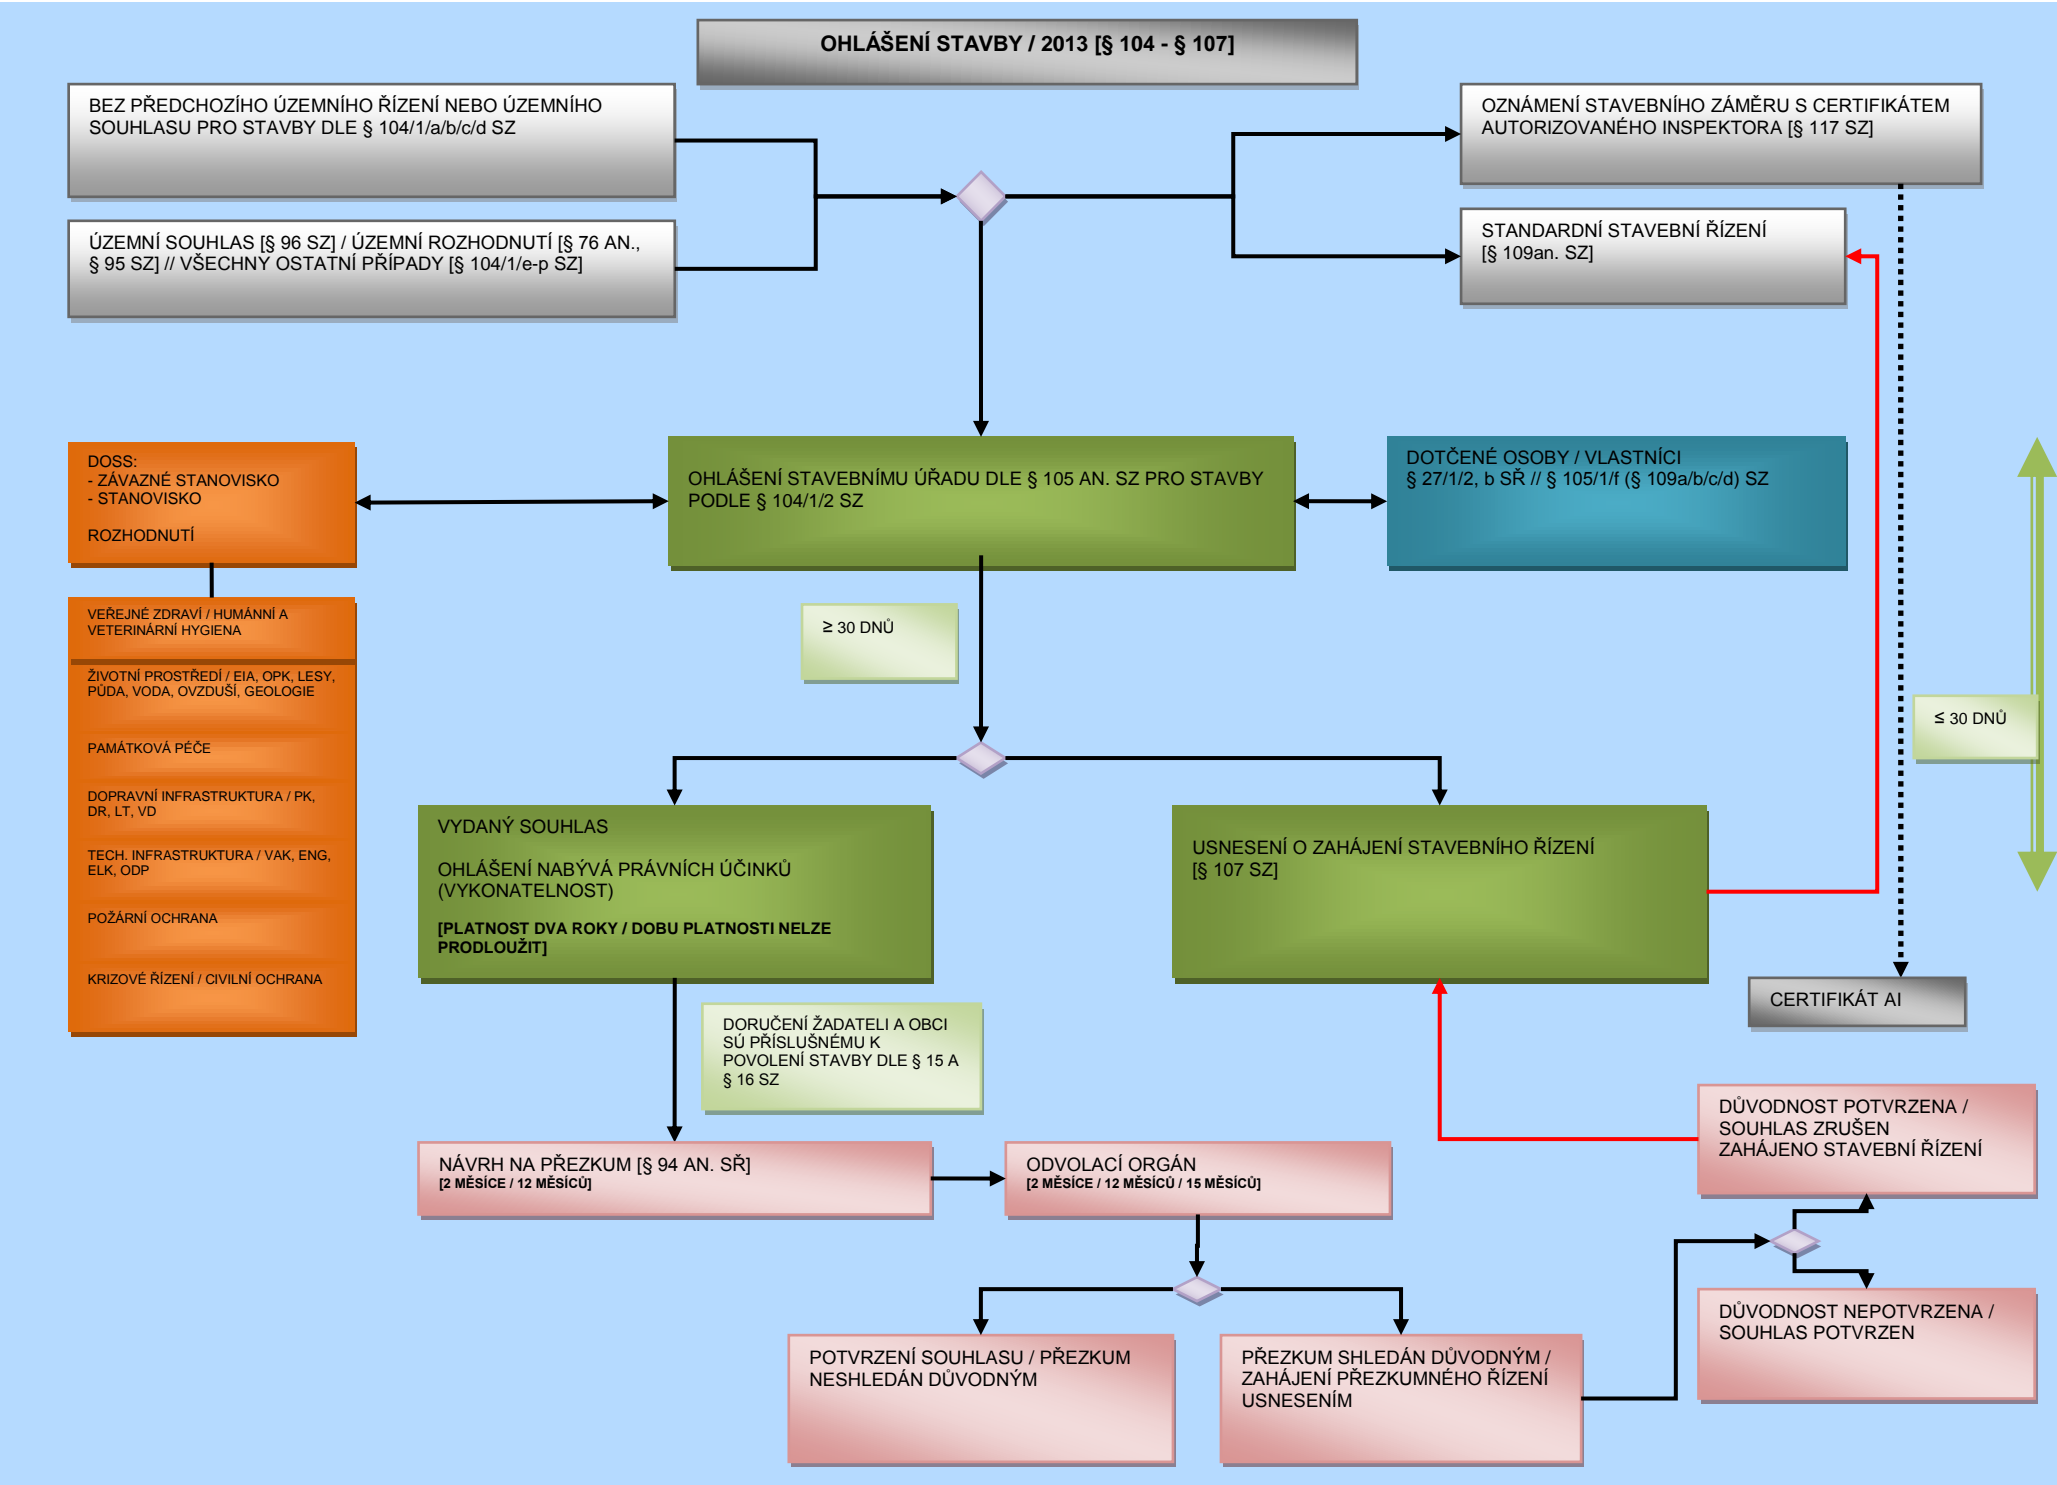 OHLÁŠENÍ STAVBY / 2013 [§ 104 - § 107]
BEZ PŘEDCHOZÍHO ÚZEMNÍHO ŘÍZENÍ NEBO ÚZEMNÍHO
SOUHLASU PRO STAVBY DLE § 104/1/a/b/c/d SZ
OZNÁMENÍ STAVEBNÍHO ZÁMĚRU S CERTIFIKÁTEM
AUTORIZOVANÉHO INSPEKTORA [§ 117 SZ]
ÚZEMNÍ SOUHLAS [§ 96 SZ] / ÚZEMNÍ ROZHODNUTÍ [§ 76 AN.,
§ 95 SZ] // VŠECHNY OSTATNÍ PŘÍPADY [§ 104/1/e-p SZ]
STANDARDNÍ STAVEBNÍ ŘÍZENÍ
[§ 109an. SZ]
DOSS:
- ZÁVAZNÉ STANOVISKO
- STANOVISKO
ROZHODNUTÍ
OHLÁŠENÍ STAVEBNÍMU ÚŘADU DLE § 105 AN. SZ PRO STAVBY
PODLE § 104/1/2 SZ
DOTČENÉ OSOBY / VLASTNÍCI
§ 27/1/2, b SŘ // § 105/1/f (§ 109a/b/c/d) SZ
VEŘEJNÉ ZDRAVÍ / HUMÁNNÍ A
VETERINÁRNÍ HYGIENA
ŽIVOTNÍ PROSTŘEDÍ / EIA, OPK, LESY,
PŮDA, VODA, OVZDUŠÍ, GEOLOGIE
PAMÁTKOVÁ PÉČE
DOPRAVNÍ INFRASTRUKTURA / PK,
DR, LT, VD
TECH. INFRASTRUKTURA / VAK, ENG,
ELK, ODP
POŽÁRNÍ OCHRANA
KRIZOVÉ ŘÍZENÍ / CIVILNÍ OCHRANA
≥ 30 DNŮ
≤ 30 DNŮ
VYDANÝ SOUHLAS
OHLÁŠENÍ NABÝVÁ PRÁVNÍCH ÚČINKŮ
(VYKONATELNOST)
[PLATNOST DVA ROKY / DOBU PLATNOSTI NELZE
PRODLOUŽIT]
USNESENÍ O ZAHÁJENÍ STAVEBNÍHO ŘÍZENÍ
[§ 107 SZ]
CERTIFIKÁT AI
DORUČENÍ ŽADATELI A OBCI
SÚ PŘÍSLUŠNÉMU K
POVOLENÍ STAVBY DLE § 15 A
§ 16 SZ
NÁVRH NA PŘEZKUM [§ 94 AN. SŘ]
[2 MĚSÍCE / 12 MĚSÍCŮ]
ODVOLACÍ ORGÁN
[2 MĚSÍCE / 12 MĚSÍCŮ / 15 MĚSÍCŮ]
DŮVODNOST POTVRZENA /
SOUHLAS ZRUŠEN
ZAHÁJENO STAVEBNÍ ŘÍZENÍ
DŮVODNOST NEPOTVRZENA /
SOUHLAS POTVRZEN
POTVRZENÍ SOUHLASU / PŘEZKUM
NESHLEDÁN DŮVODNÝM
PŘEZKUM SHLEDÁN DŮVODNÝM /
ZAHÁJENÍ PŘEZKUMNÉHO ŘÍZENÍ
USNESENÍM